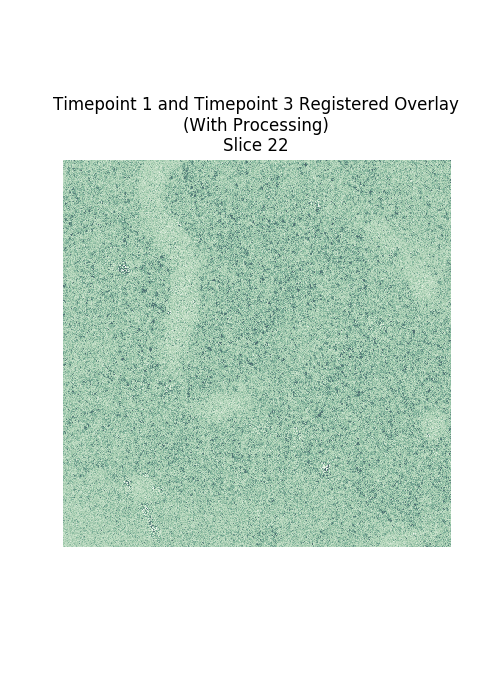 Timepoint 1 and Timepoint 3 Registered Overlay
(With Processing)
Slice 22